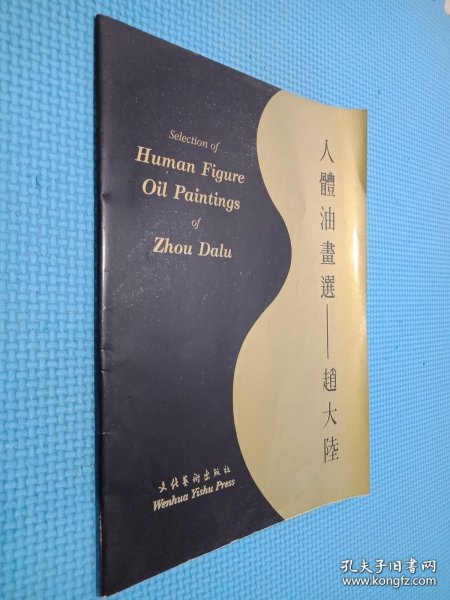 Selection of
Human Figure
Oil Paintings
of
Zhou Dalu
人體油畫選——趙大陸
文化藝術出版社
Wenhua Yishu Press
孔夫子旧书网
www.kongfz.com